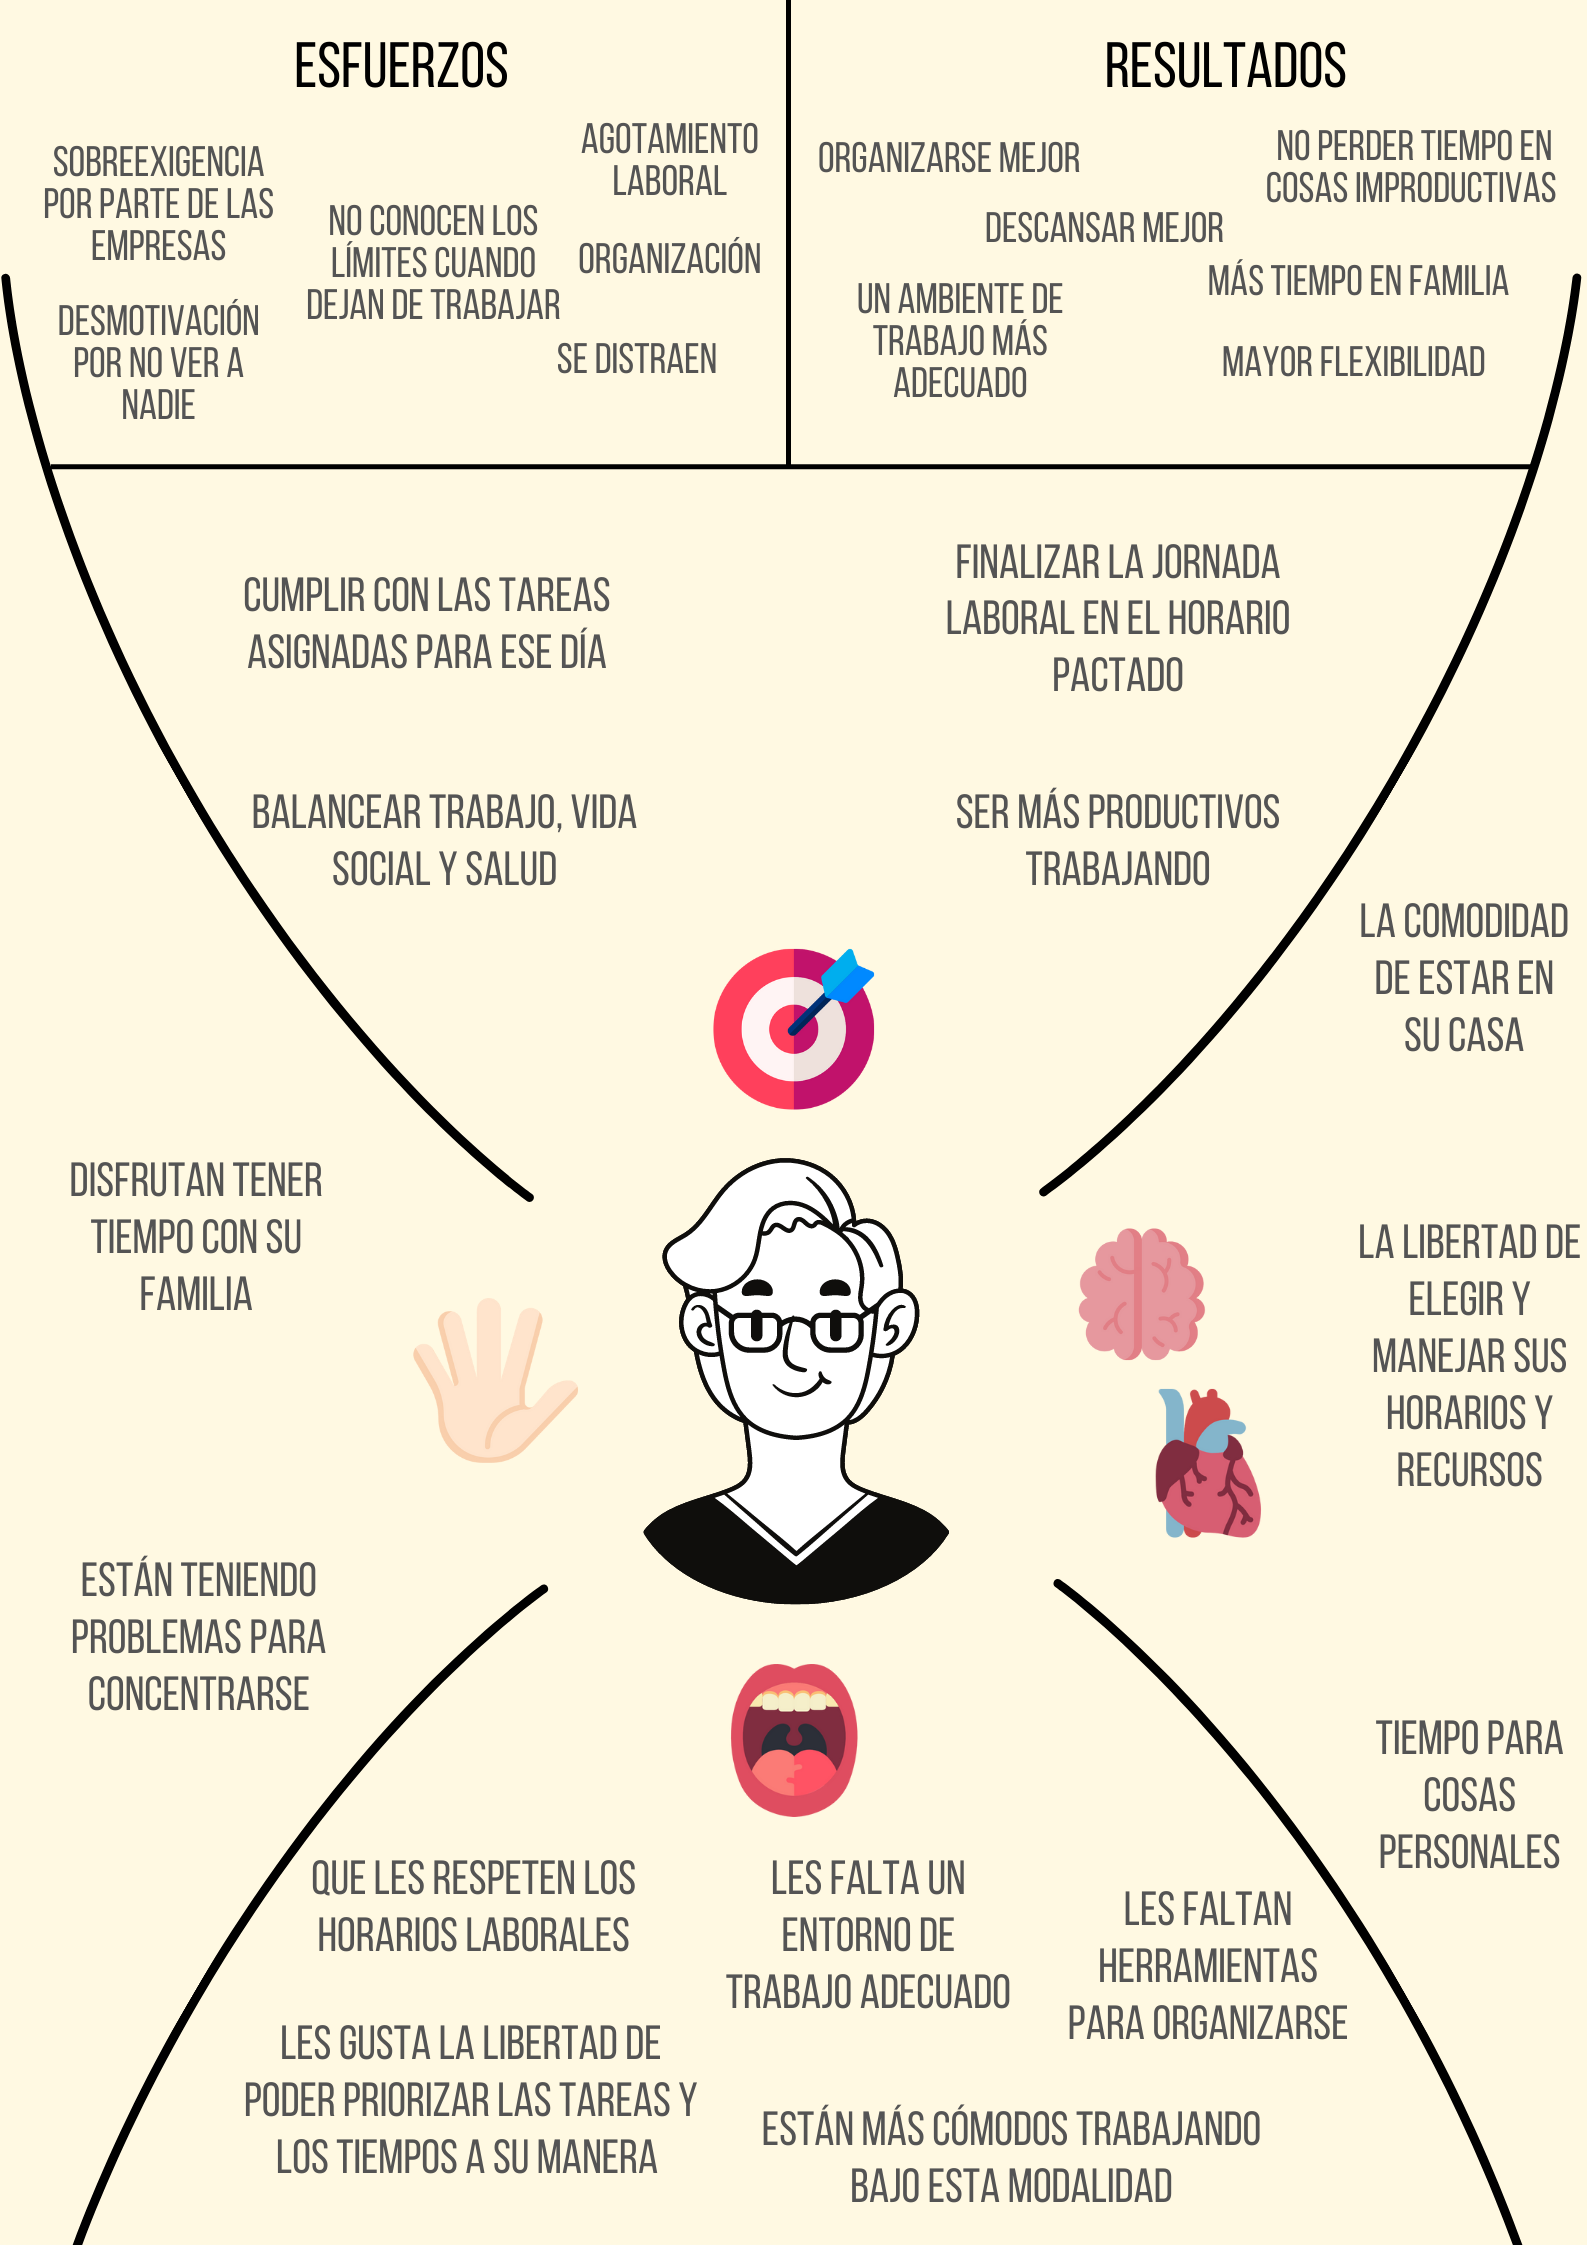 ESFUERZOS
SOBREEXIGENCIA
POR PARTE DE LAS
EMPRESAS
AGOTAMIENTO
LABORAL
NO CONOCEN LOS
LÍMITES CUANDO
DEJAN DE TRABAJAR
ORGANIZACIÓN
DESMOTIVACIÓN
POR NO VER A
NADIE
SE DISTRAEN
RESULTADOS
ORGANIZARSE MEJOR
NO PERDER TIEMPO EN
COSAS IMPRODUCTIVAS
DESCANSAR MEJOR
MÁS TIEMPO EN FAMILIA
UN AMBIENTE DE
TRABAJO MÁS
ADECUADO
MAYOR FLEXIBILIDAD
CUMPLIR CON LAS TAREAS
ASIGNADAS PARA ESE DÍA
FINALIZAR LA JORNADA
LABORAL EN EL HORARIO
PACTADO
BALANCEAR TRABAJO, VIDA
SOCIAL Y SALUD
SER MÁS PRODUCTIVOS
TRABAJANDO
LA COMODIDAD
DE ESTAR EN
SU CASA
DISFRUTAN TENER
TIEMPO CON SU
FAMILIA
LA LIBERTAD DE
ELEGIR Y
MANEJAR SUS
HORARIOS Y
RECURSOS
ESTÁN TENIENDO
PROBLEMAS PARA
CONCENTRARSE
TIEMPO PARA
COSAS
PERSONALES
QUE LES RESPETEN LOS
HORARIOS LABORALES
LES FALTA UN
ENTORNO DE
TRABAJO ADECUADO
LES FALTAN
HERRAMIENTAS
PARA ORGANIZARSE
LES GUSTA LA LIBERTAD DE
PODER PRIORIZAR LAS TAREAS Y
LOS TIEMPOS A SU MANERA
ESTÁN MÁS CÓMODOS TRABAJANDO
BAJO ESTA MODALIDAD